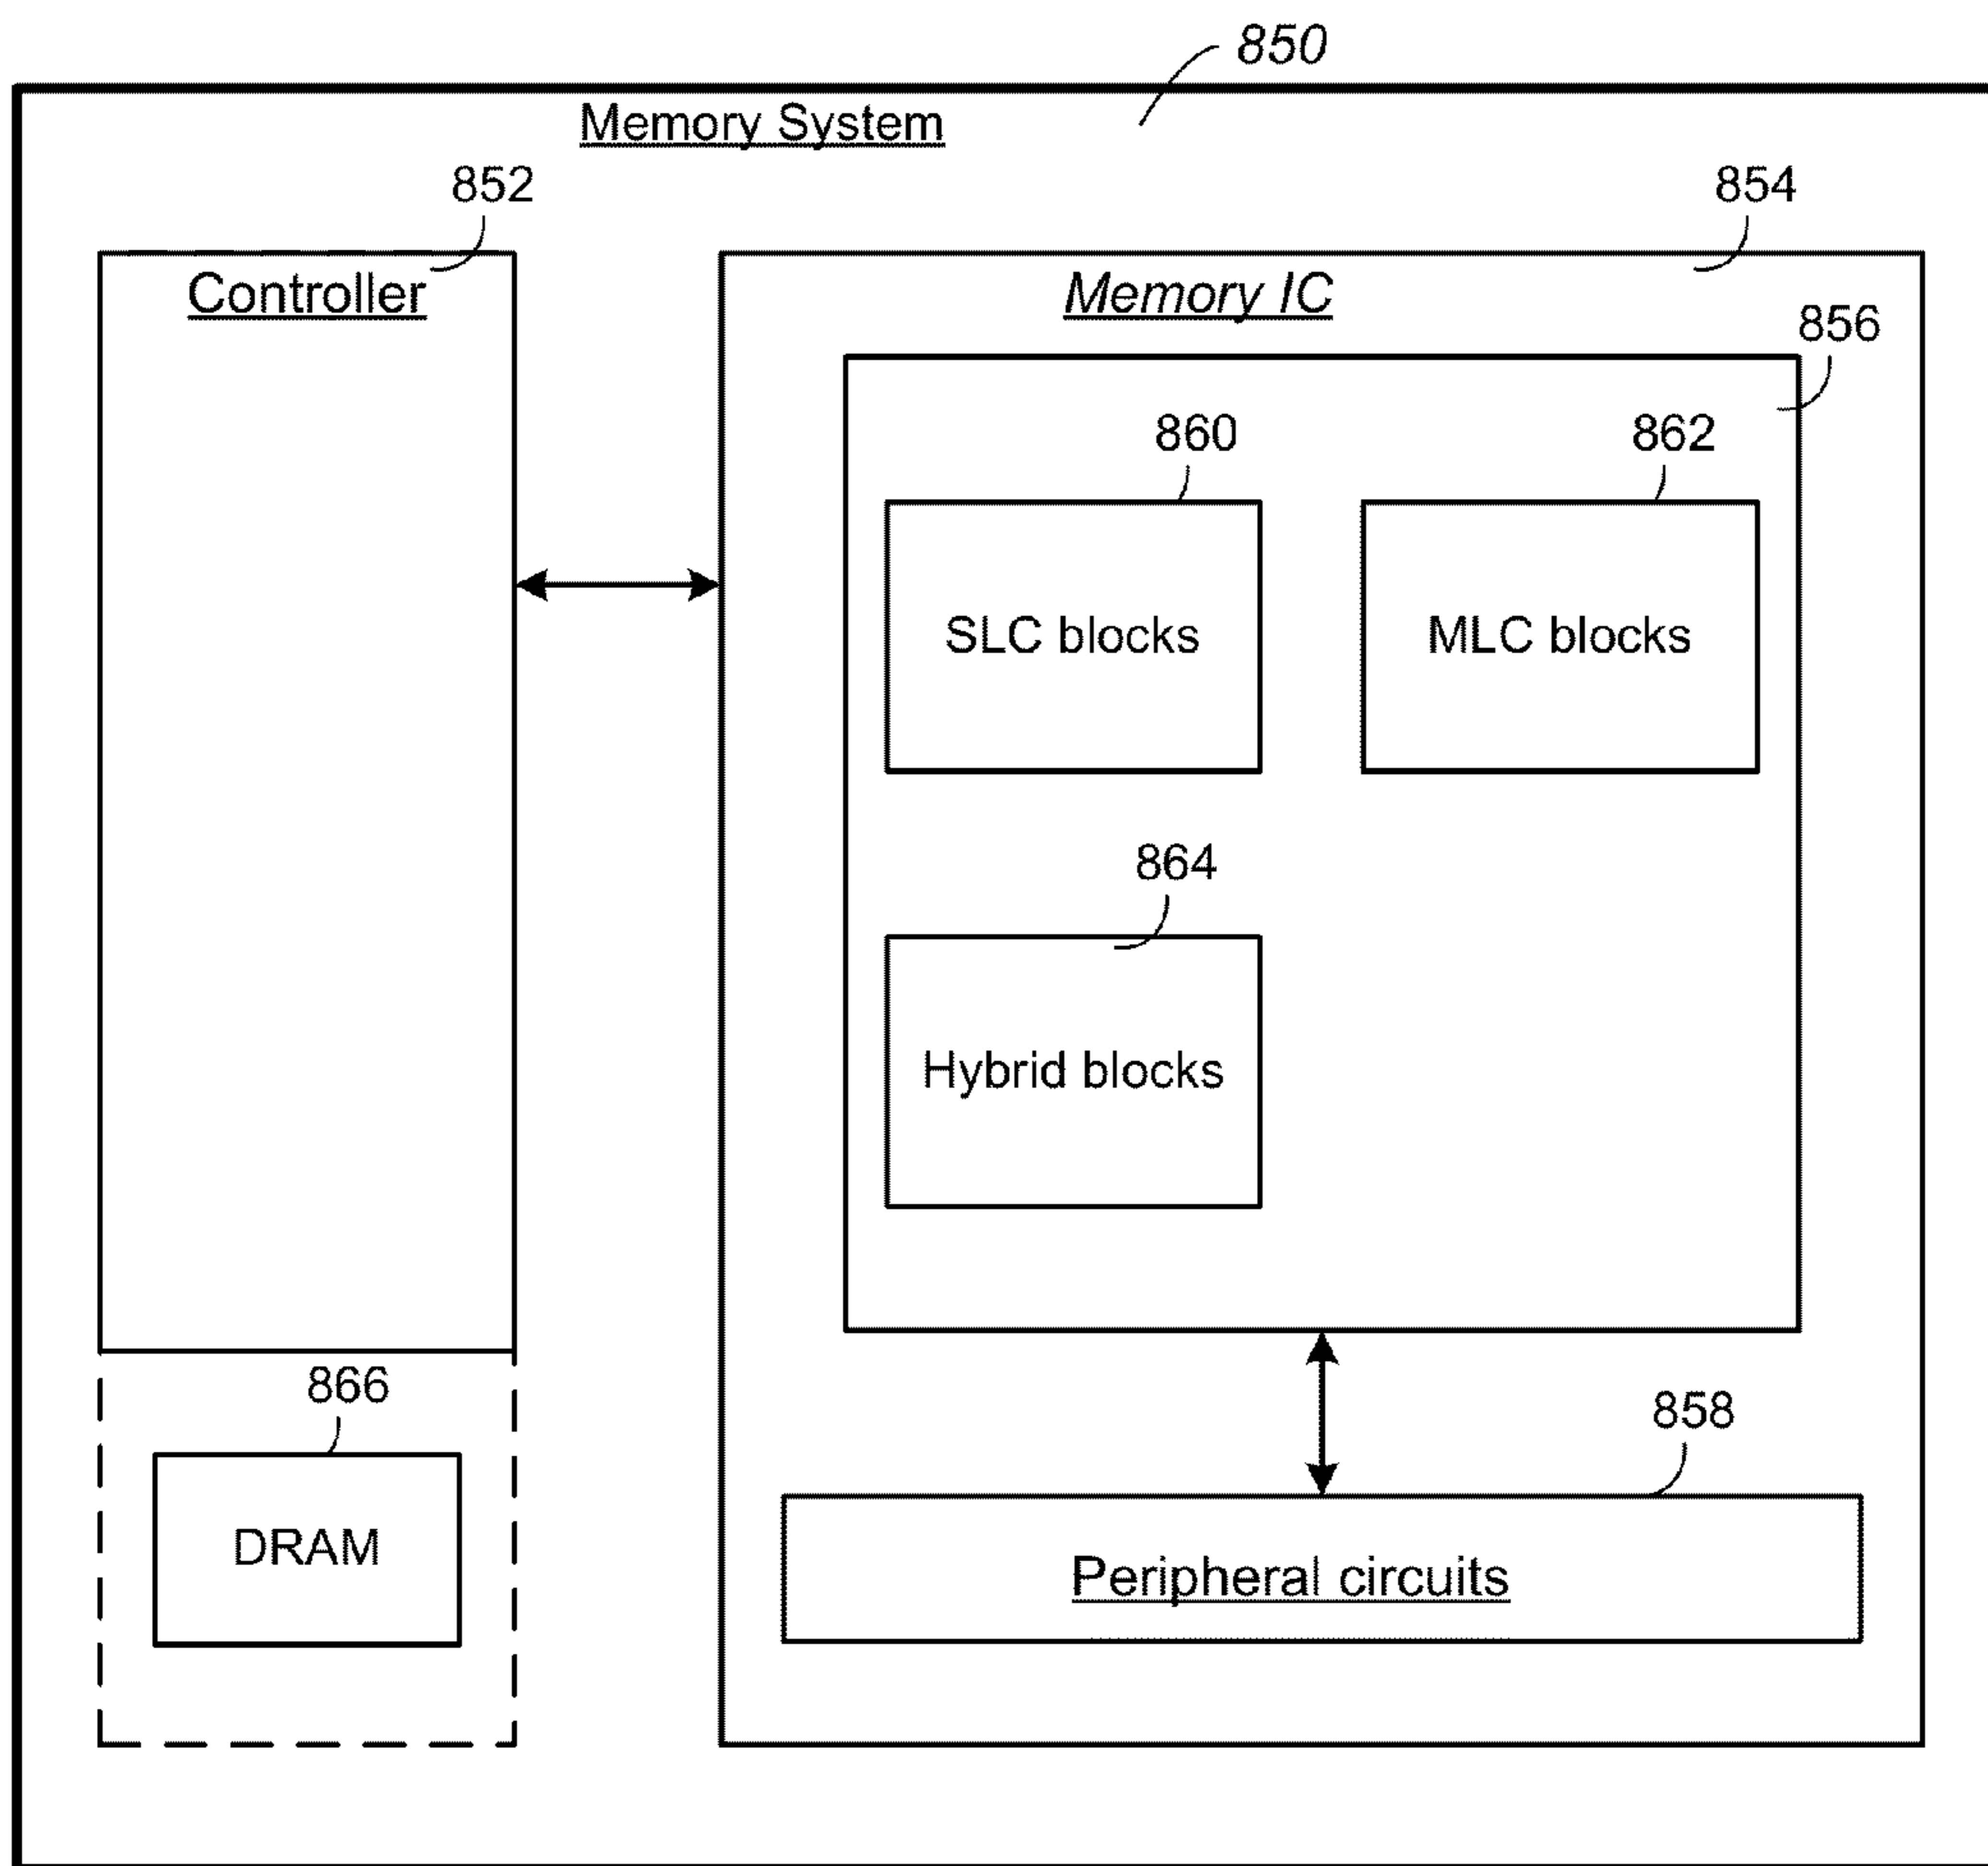 850
Memory System
852
854
Controller
Memory IC
856
860
862
SLC blocks
MLC blocks
864
Hybrid blocks
866
858
DRAM
Peripheral circuits